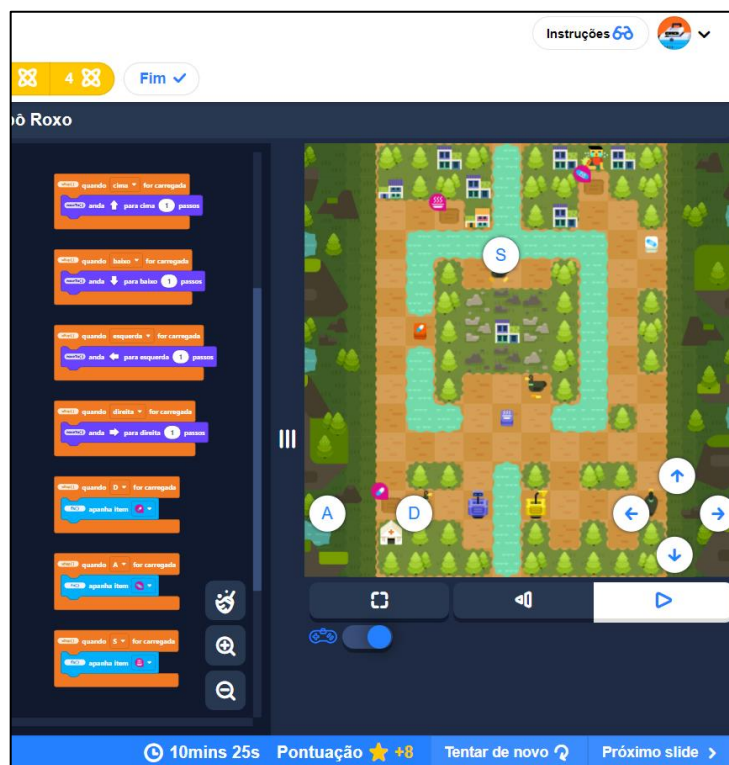 Instruções
4
Fim
ô Roxo
quando cima for carregada
anda para cima 1 passos
quando baixo for carregada
anda para baixo 1 passos
quando esquerda for carregada
anda para esquerda 1 passos
quando direita for carregada
anda para direita 1 passos
quando D for carregada
apanha item
quando A for carregada
apanha item
quando S for carregada
apanha item
S
A
D
10mins 25s Pontuação +8 Tentar de novo Próximo slide